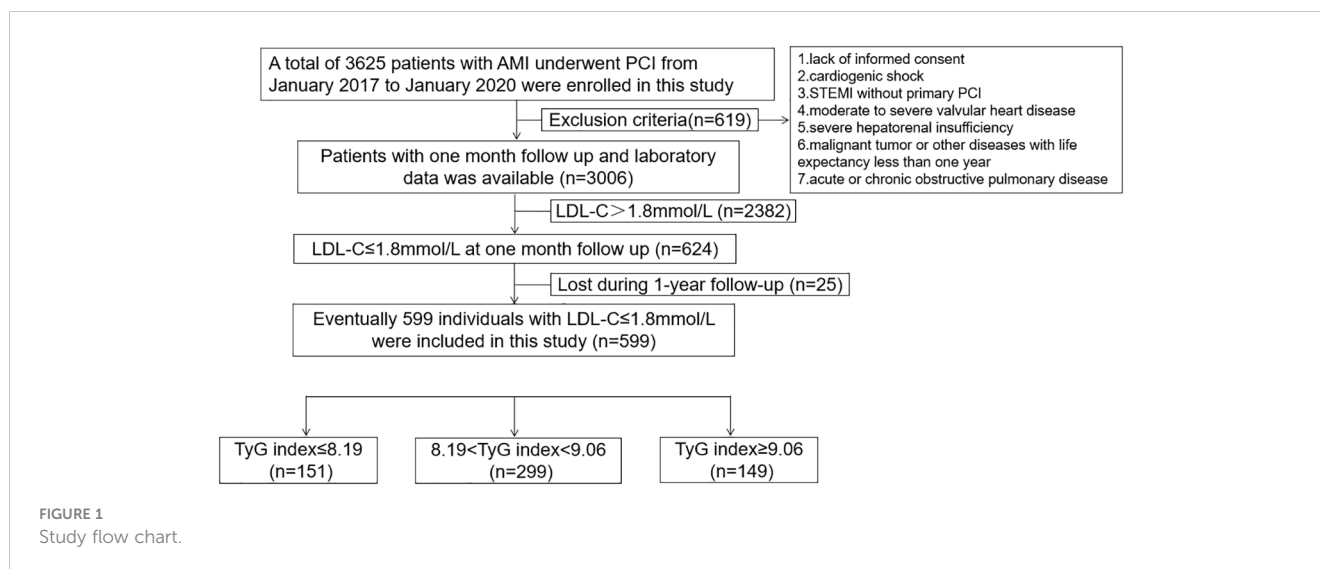 A total of 3625 patients with AMI underwent PCI from
January 2017 to January 2020 were enrolled in this study
Exclusion criteria(n=619)
1.lack of informed consent
2.cardiogenic shock
3.STEMI without primary PCI
4.moderate to severe valvular heart disease
5.severe hepatorenal insufficiency
6.malignant tumor or other diseases with life
expectancy less than one year
7.acute or chronic obstructive pulmonary disease
Patients with one month follow up and laboratory
data was available (n=3006)
LDL-C>1.8mmol/L (n=2382)
LDL-C≤1.8mmol/L at one month follow up (n=624)
Lost during 1-year follow-up (n=25)
Eventually 599 individuals with LDL-C≤1.8mmol/L
were included in this study (n=599)
TyG index≤8.19
(n=151)
8.19<TyG index<9.06
(n=299)
TyG index≥9.06
(n=149)
FIGURE 1
Study flow chart.